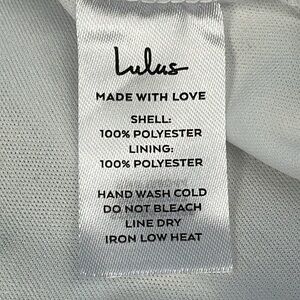 Lulus
MADE WITH LOVE
SHELL:
100% POLYESTER
LINING:
100% POLYESTER
HAND WASH COLD
DO NOT BLEACH
LINE DRY
IRON LOW HEAT